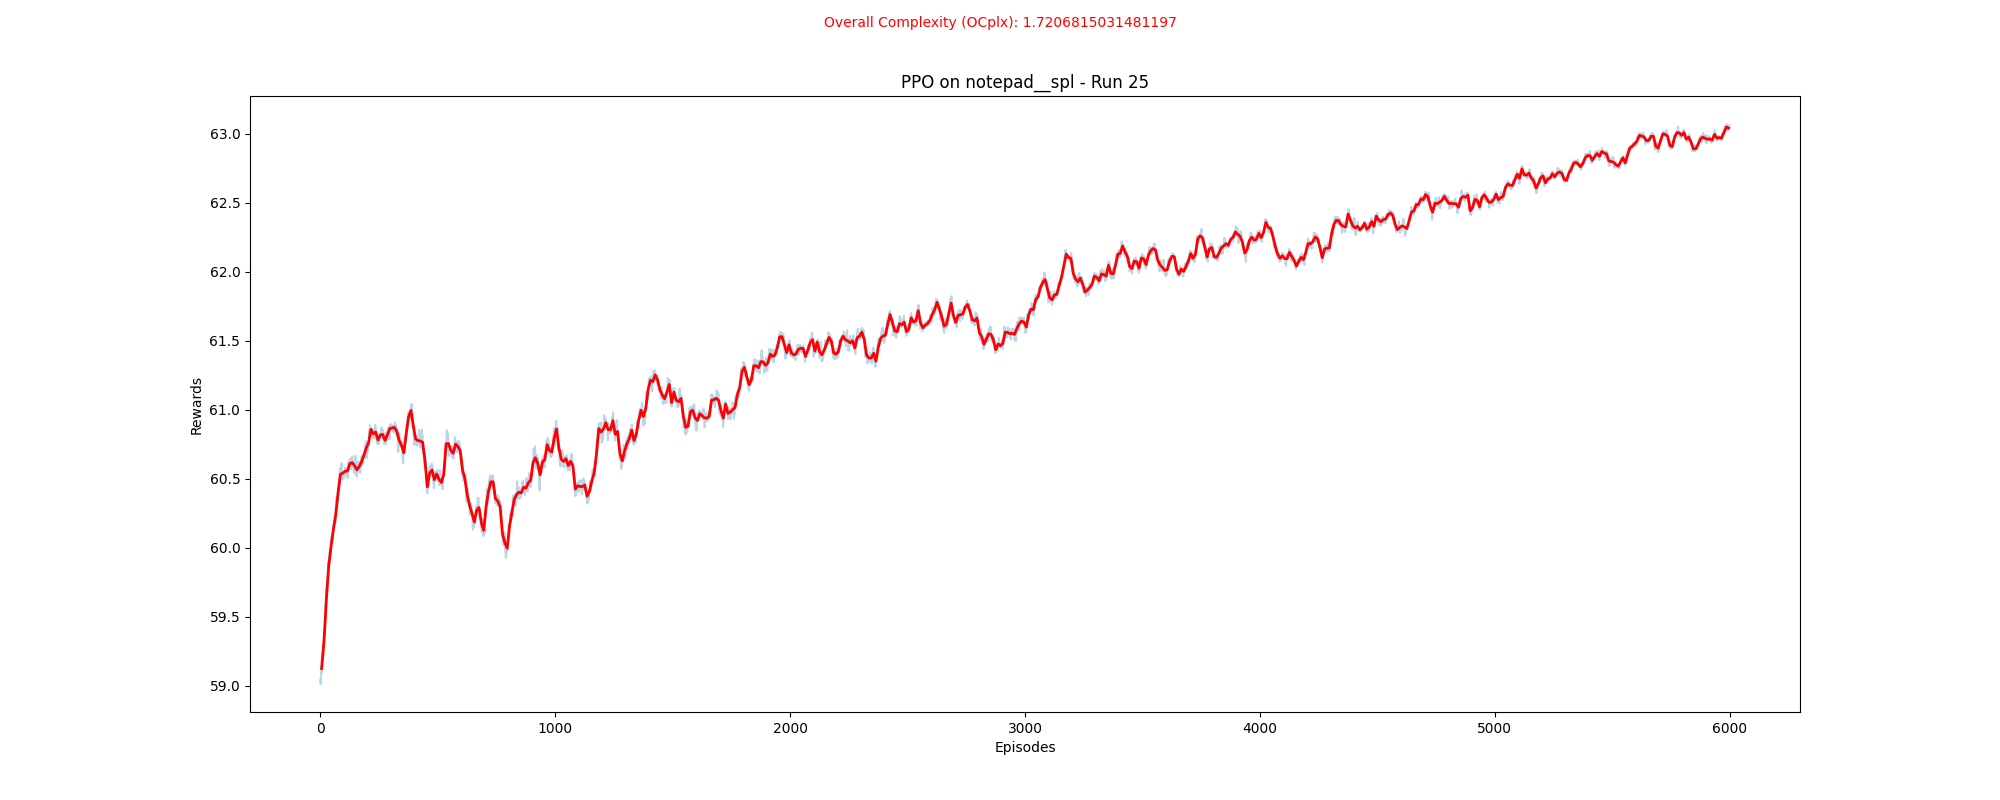 Overall Complexity (OCplx): 1.7206815031481197
PPO on notepad__spl - Run 25
63.0
62.5
62.0
61.5
61.0
60.5
60.0
59.5
59.0
Rewards
0 1000 2000 3000 4000 5000 6000
Episodes